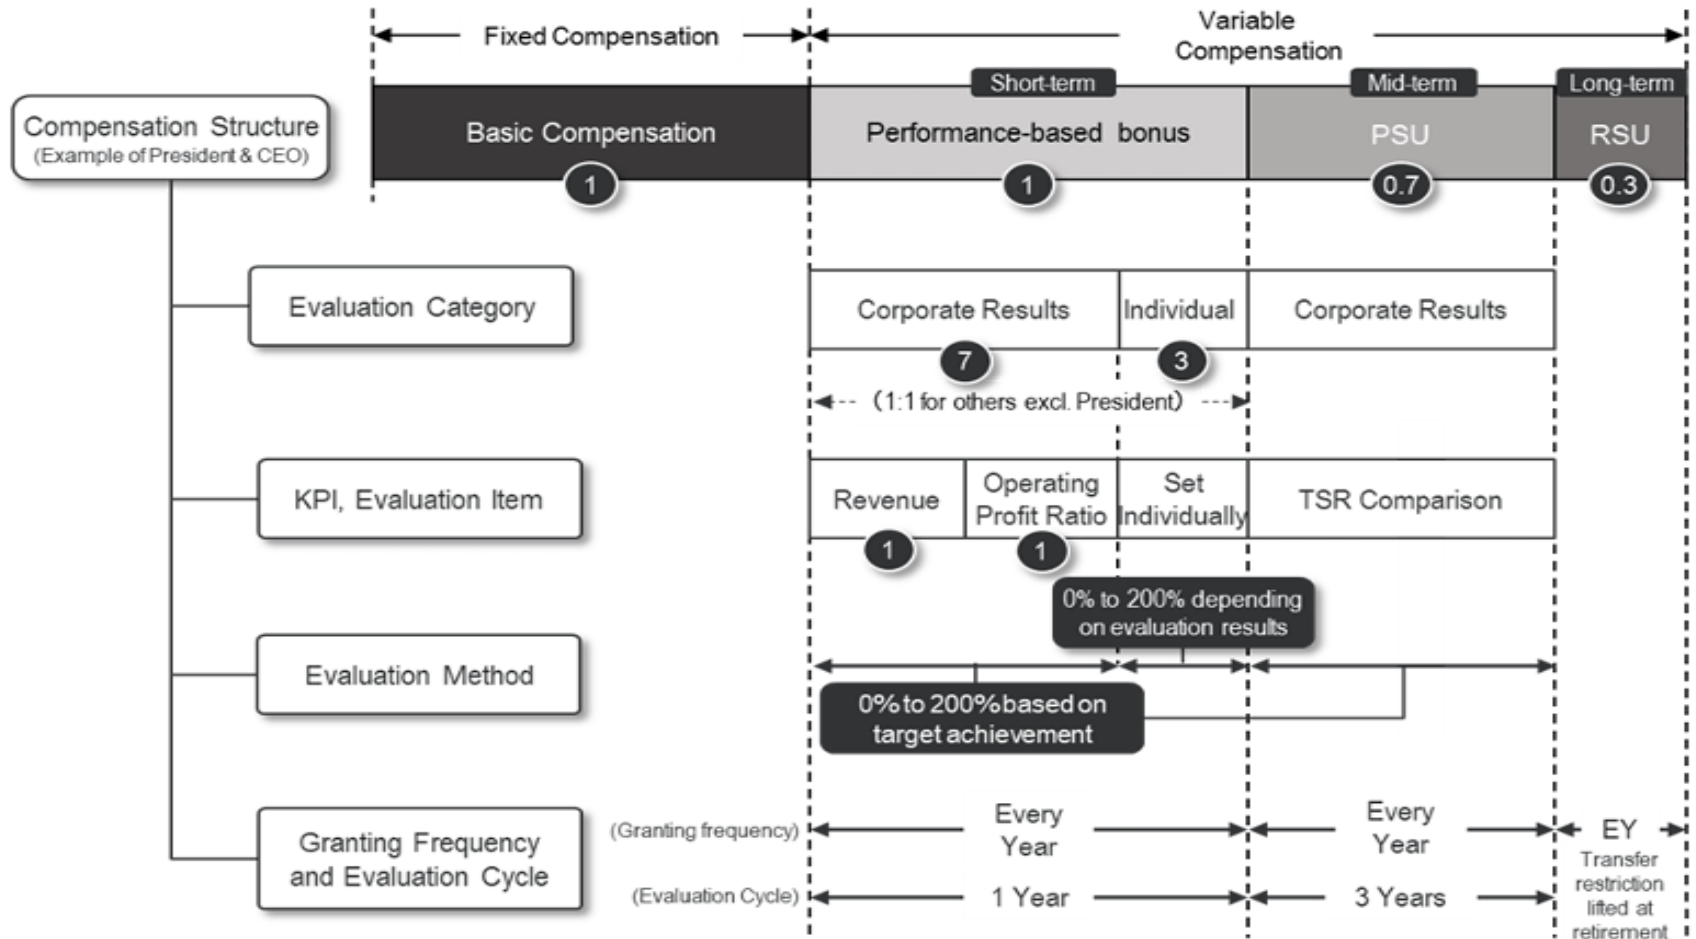 Fixed Compensation
Variable
Compensation
Short-term
Mid-term
Long-term
Compensation Structure
(Example of President & CEO)
Basic Compensation
Performance-based bonus
PSU
RSU
1
1
0.7
0.3
Evaluation Category
Corporate Results
Individual
Corporate Results
7
3
(1:1 for others excl. President)
KPI, Evaluation Item
Revenue
Operating
Profit Ratio
Set
Individually
TSR Comparison
1
1
0% to 200% depending
on evaluation results
Evaluation Method
0% to 200% based on
target achievement
Granting Frequency
and Evaluation Cycle
(Granting frequency)
Every
Year
Every
Year
EY
Transfer
restriction
lifted at
retirement
(Evaluation Cycle)
1 Year
3 Years